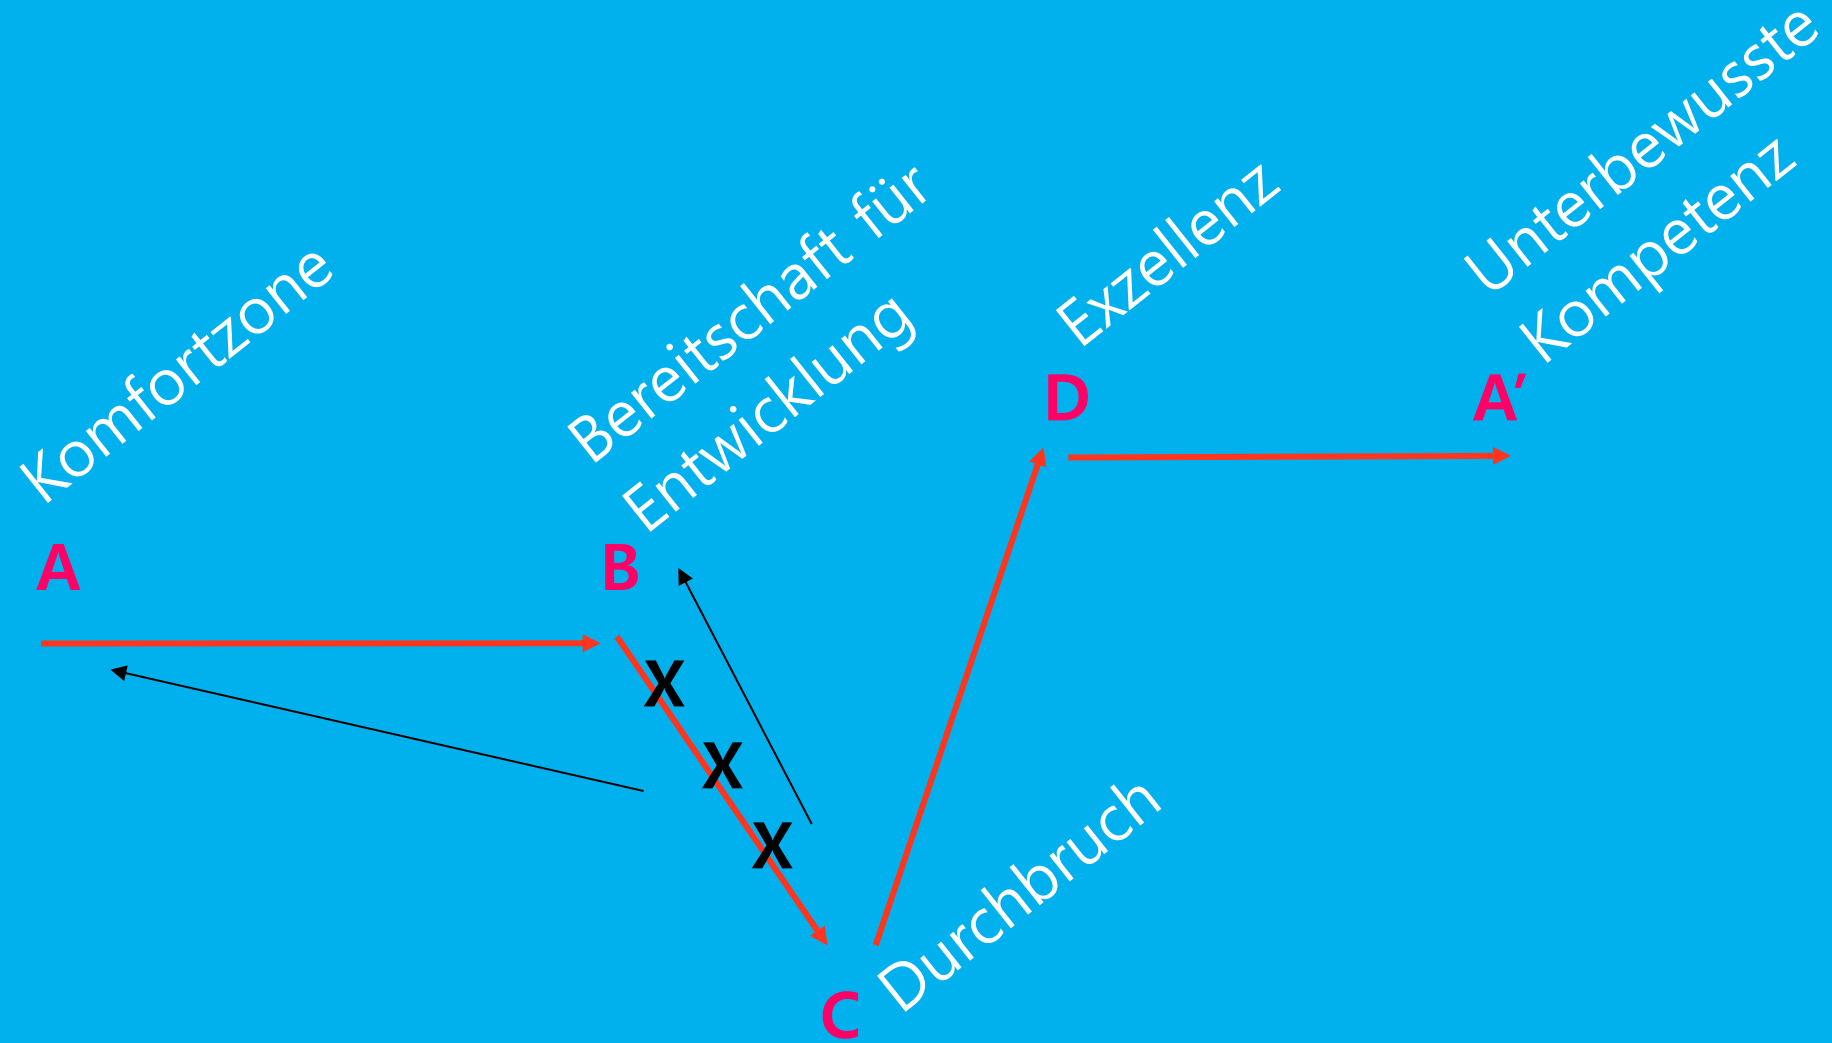 Komfortzone
A
Bereitschaft für
Entwicklung
B
X
X
X
C
Durchbruch
Exzellenz
D
Unterbewusste
Kompetenz
A'